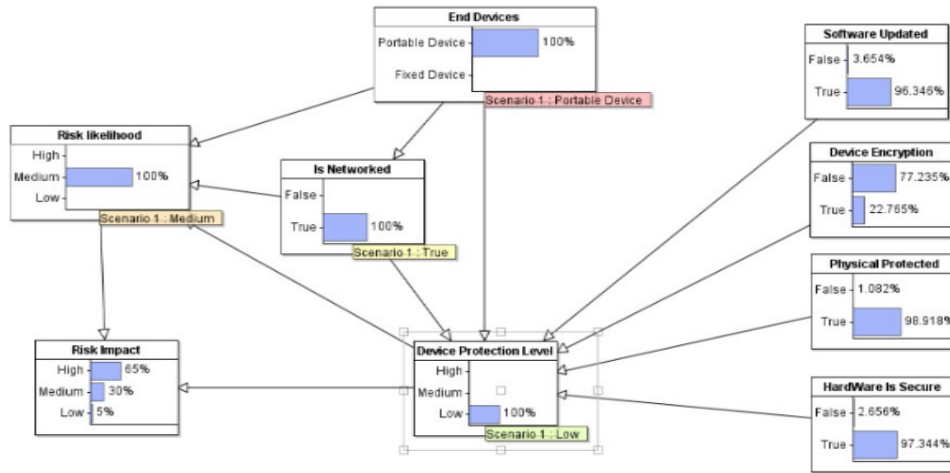 End Devices
Portable Device
100%
Fixed Device
Scenario 1 : Portable Device
Software Updated
False
3.654%
True
96.346%
Risk likelihood
High
Medium
100%
Low
Scenario 1 : Medium
Is Networked
False
True
100%
Scenario 1 : True
Device Encryption
False
77.235%
True
22.765%
Physical Protected
False
1.082%
True
98.918%
Risk Impact
High
65%
Medium
30%
Low
5%
Device Protection Level
High
Medium
Low
100%
Scenario 1 : Low
HardWare Is Secure
False
2.656%
True
97.344%